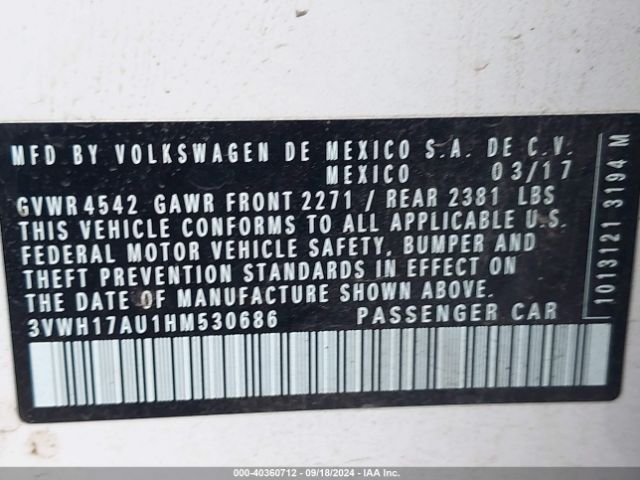 MFD BY VOLKSWAGEN DE MEXICO S.A. DE C.V.
MEXICO 03/17
GVWR 4542 GAWR FRONT 2271 / REAR 2381 LBS
THIS VEHICLE CONFORMS TO ALL APPLICABLE U.S.
FEDERAL MOTOR VEHICLE SAFETY, BUMPER AND
THEFT PREVENTION STANDARDS IN EFFECT ON
THE DATE OF MANUFACTURE SHOWN ABOVE.
3VWH17AU1HM530686 PASSENGER CAR
1013121 3194 M
000-40360712 - 09/18/2024 - IAA Inc.